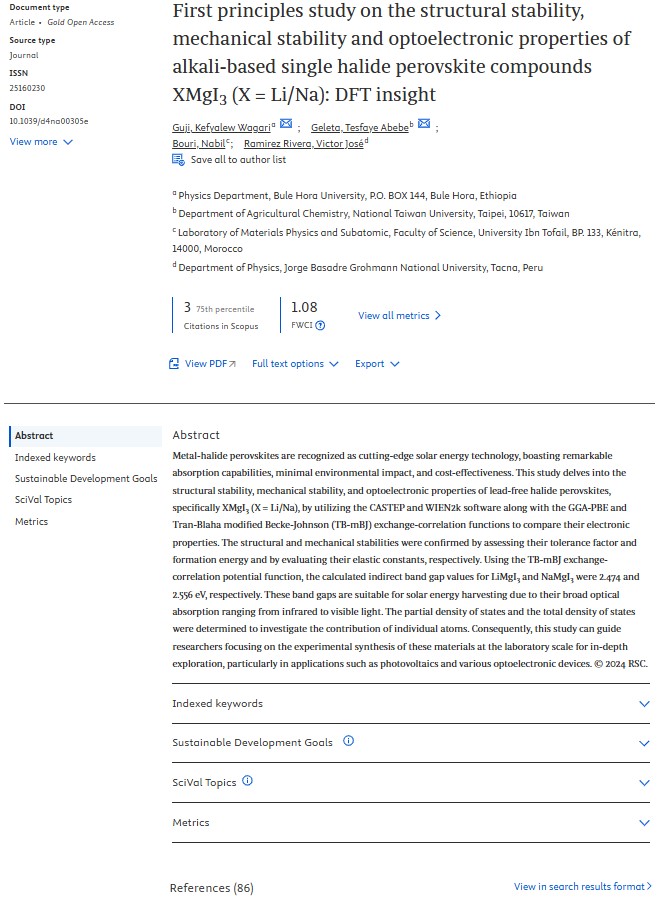 Document type
Article • Gold Open Access
Source type
Journal
ISSN
25160230
DOI
10.1039/d4na00305e
View more
First principles study on the structural stability,
mechanical stability and optoelectronic properties of
alkali-based single halide perovskite compounds
XMgI₃ (X = Li/Na): DFT insight
Guji, Kefyalew Wagariᵃ ; Geleta, Tesfaye Abebeᵇ ;
Bouri, Nabilᶜ; Ramirez Rivera, Victor Joséᵈ
Save all to author list
ᵃ Physics Department, Bule Hora University, P.O. BOX 144, Bule Hora, Ethiopia
ᵇ Department of Agricultural Chemistry, National Taiwan University, Taipei, 10617, Taiwan
ᶜ Laboratory of Materials Physics and Subatomic, Faculty of Science, University Ibn Tofail, BP. 133, Kénitra,
14000, Morocco
ᵈ Department of Physics, Jorge Basadre Grohmann National University, Tacna, Peru
3 75th percentile
Citations in Scopus
1.08
FWCI
View all metrics
View PDF
Full text options
Export
Abstract
Indexed keywords
Sustainable Development Goals
SciVal Topics
Metrics
Abstract
Metal-halide perovskites are recognized as cutting-edge solar energy technology, boasting remarkable
absorption capabilities, minimal environmental impact, and cost-effectiveness. This study delves into the
structural stability, mechanical stability, and optoelectronic properties of lead-free halide perovskites,
specifically XMgI₃ (X = Li/Na), by utilizing the CASTEP and WIEN2k software along with the GGA-PBE and
Tran-Blaha modified Becke-Johnson (TB-mBJ) exchange-correlation functions to compare their electronic
properties. The structural and mechanical stabilities were confirmed by assessing their tolerance factor and
formation energy and by evaluating their elastic constants, respectively. Using the TB-mBJ exchange-
correlation potential function, the calculated indirect band gap values for LiMgI₃ and NaMgI₃ were 2.474 and
2.556 eV, respectively. These band gaps are suitable for solar energy harvesting due to their broad optical
absorption ranging from infrared to visible light. The partial density of states and the total density of states
were determined to investigate the contribution of individual atoms. Consequently, this study can guide
researchers focusing on the experimental synthesis of these materials at the laboratory scale for in-depth
exploration, particularly in applications such as photovoltaics and various optoelectronic devices. © 2024 RSC.
Indexed keywords
Sustainable Development Goals
SciVal Topics
Metrics
References (86)
View in search results format